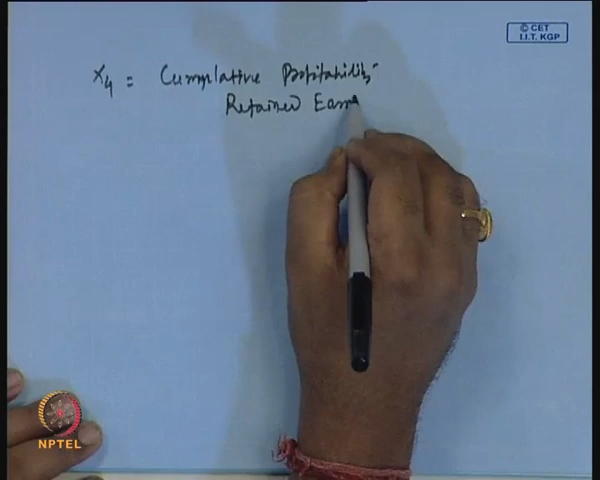 © CET
I.I.T. KGP
X4 = Cumulative Profitability
Retained Earn
NPTEL